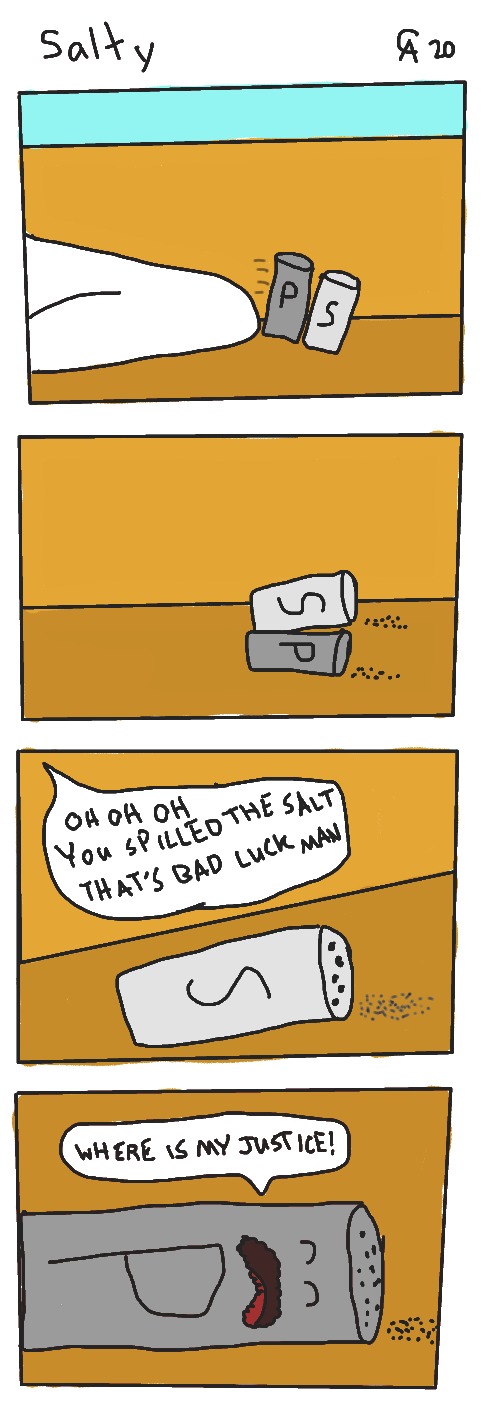 Salty
CA 20
P
S
S
P
OH OH OH
YOU SPILLED THE SALT
THAT'S BAD LUCK MAN
S
WHERE IS MY JUSTICE!
P